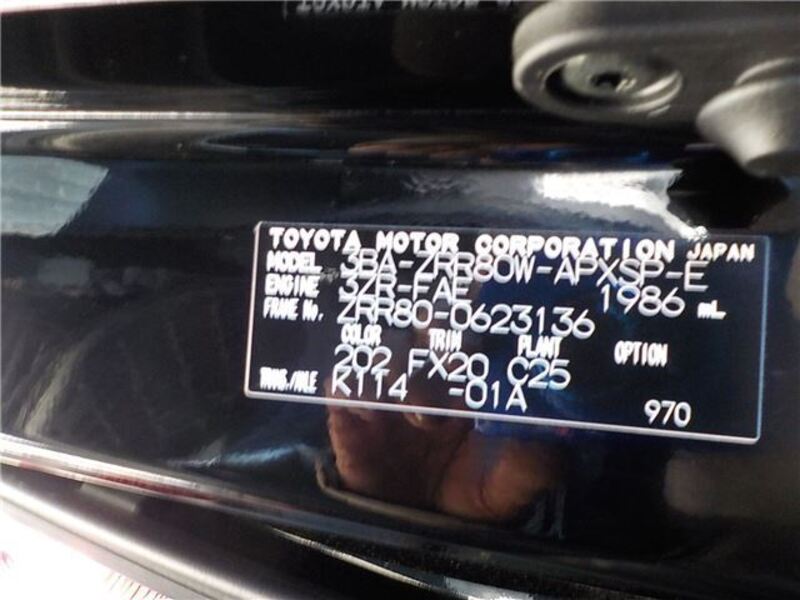 TOYOTA MOTOR CORPORATION JAPAN
MODEL 3BA-ZRR80W-APXSP-E
ENGINE 3ZR-FAE 1986 mL
FRAME No. ZRR80-0623136
COLOR TRIM PLANT OPTION
202 FX20 C25
TRANS./AXLE K114 -01A 970